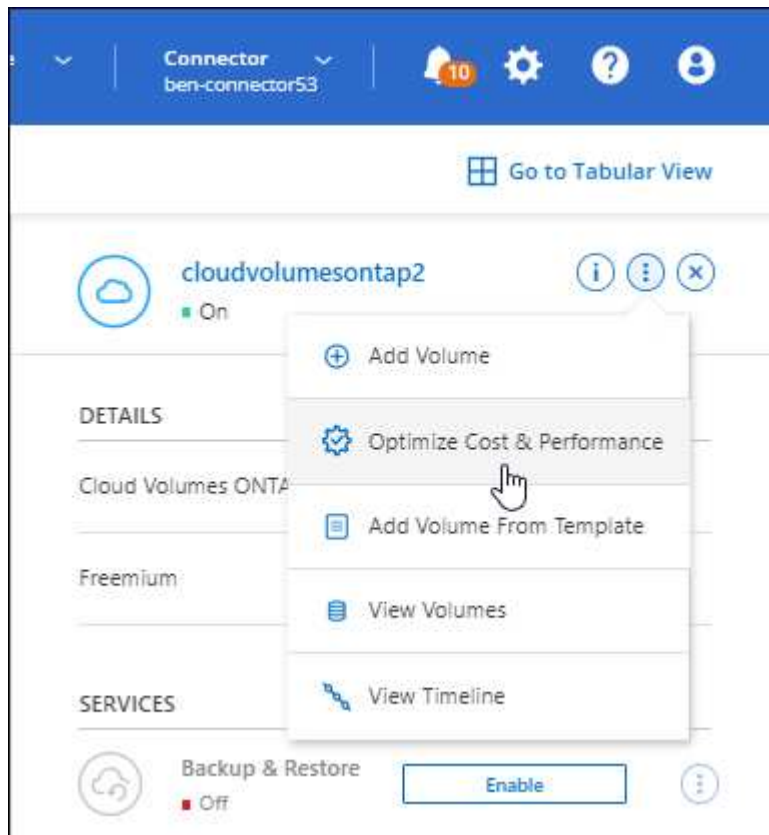 Connector
ben-connector53
10
Go to Tabular View
cloudvolumesontap2
On
Add Volume
DETAILS
Optimize Cost & Performance
Cloud Volumes ONTA
Add Volume From Template
Freemium
View Volumes
View Timeline
SERVICES
Backup & Restore
Enable
Off